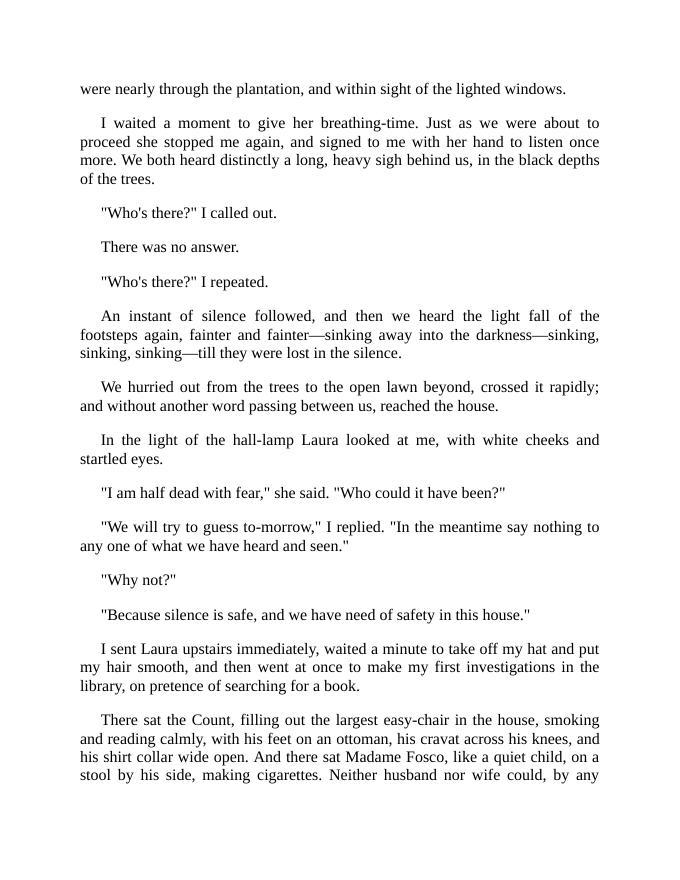 were nearly through the plantation, and within sight of the lighted windows.
I waited a moment to give her breathing-time. Just as we were about to
proceed she stopped me again, and signed to me with her hand to listen once
more. We both heard distinctly a long, heavy sigh behind us, in the black depths
of the trees.
"Who's there?" I called out.
There was no answer.
"Who's there?" I repeated.
An instant of silence followed, and then we heard the light fall of the
footsteps again, fainter and fainter—sinking away into the darkness—sinking,
sinking, sinking—till they were lost in the silence.
We hurried out from the trees to the open lawn beyond, crossed it rapidly;
and without another word passing between us, reached the house.
In the light of the hall-lamp Laura looked at me, with white cheeks and
startled eyes.
"I am half dead with fear," she said. "Who could it have been?"
"We will try to guess to-morrow," I replied. "In the meantime say nothing to
any one of what we have heard and seen."
"Why not?"
"Because silence is safe, and we have need of safety in this house."
I sent Laura upstairs immediately, waited a minute to take off my hat and put
my hair smooth, and then went at once to make my first investigations in the
library, on pretence of searching for a book.
There sat the Count, filling out the largest easy-chair in the house, smoking
and reading calmly, with his feet on an ottoman, his cravat across his knees, and
his shirt collar wide open. And there sat Madame Fosco, like a quiet child, on a
stool by his side, making cigarettes. Neither husband nor wife could, by any